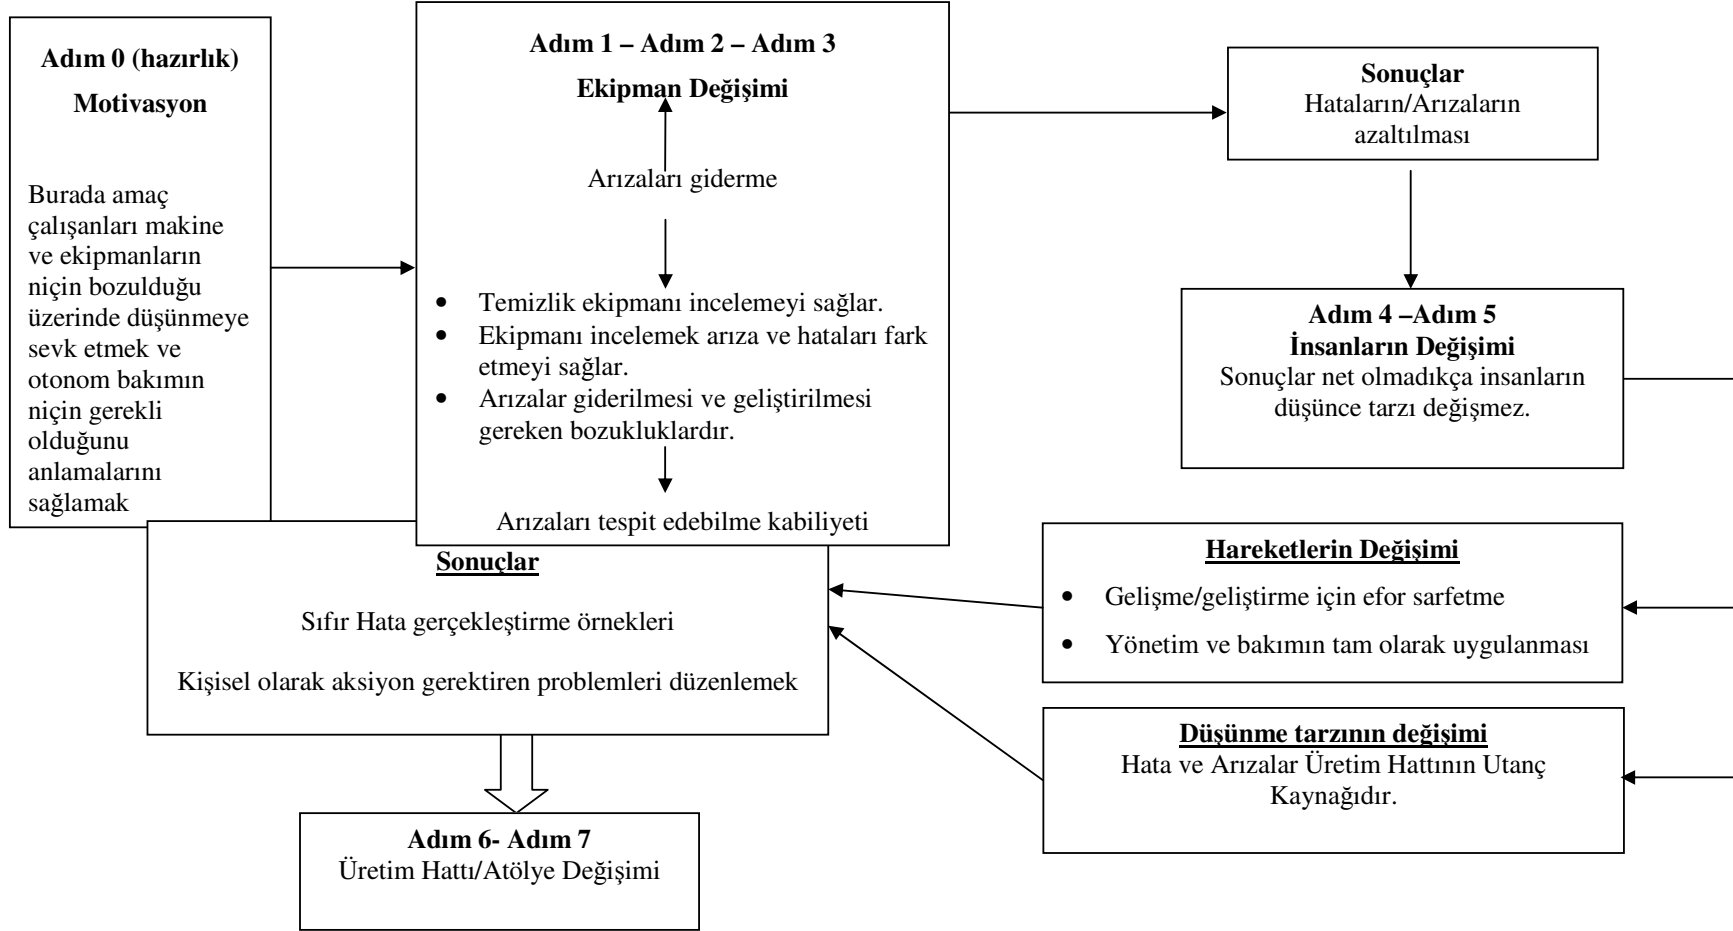 Adım 0 (hazırlık)
Motivasyon
Burada amaç
çalışanları makine
ve ekipmanların
niçin bozulduğu
üzerinde düşünmeye
sevk etmek ve
otonom bakımın
niçin gerekli
olduğunu
anlamalarını
sağlamak
Adım 1 – Adım 2 – Adım 3
Ekipman Değişimi
Arızaları giderme
• Temizlik ekipmanı incelemeyi sağlar.
• Ekipmanı incelemek arıza ve hataları fark
etmeyi sağlar.
• Arızalar giderilmesi ve geliştirilmesi
gereken bozukluklardır.
Arızaları tespit edebilme kabiliyeti
Sonuçlar
Hataların/Arızaların
azaltılması
Adım 4 –Adım 5
İnsanların Değişimi
Sonuçlar net olmadıkça insanların
düşünce tarzı değişmez.
Hareketlerin Değişimi
• Gelişme/geliştirme için efor sarfetme
• Yönetim ve bakımın tam olarak uygulanması
Düşünme tarzının değişimi
Hata ve Arızalar Üretim Hattının Utanç
Kaynağıdır.
Sonuçlar
Sıfır Hata gerçekleştirme örnekleri
Kişisel olarak aksiyon gerektiren problemleri düzenlemek
Adım 6- Adım 7
Üretim Hattı/Atölye Değişimi